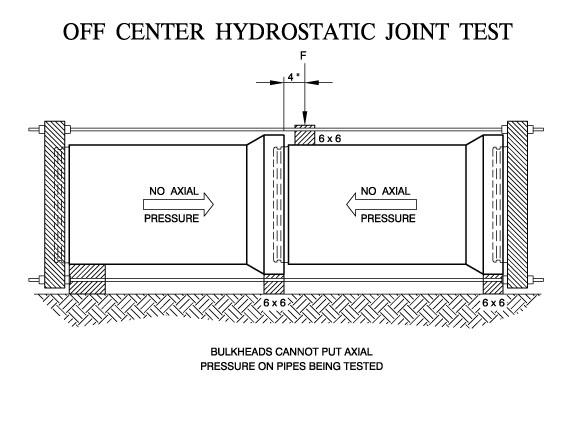 OFF CENTER HYDROSTATIC JOINT TEST
F
4"
6 x 6
NO AXIAL
PRESSURE
NO AXIAL
PRESSURE
6 x 6
6 x 6
BULKHEADS CANNOT PUT AXIAL
PRESSURE ON PIPES BEING TESTED